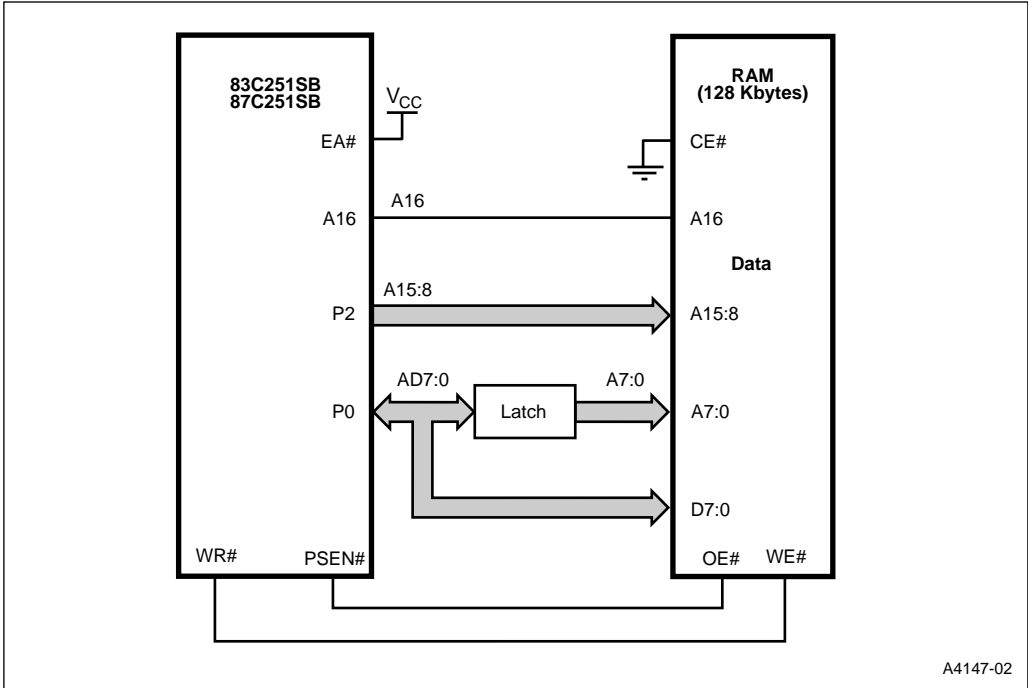 83C251SB
87C251SB
VCC
EA#
A16
A16
P2
A15:8
P0
AD7:0
Latch
A7:0
WR#
PSEN#
RAM
(128 Kbytes)
CE#
A16
Data
A15:8
A7:0
D7:0
OE#
WE#
A4147-02